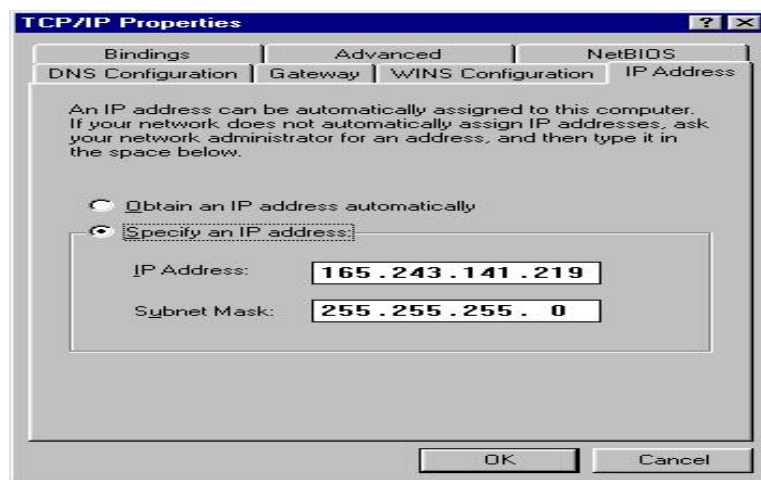 TCP/IP Properties
Bindings Advanced NetBIOS
DNS Configuration Gateway WINS Configuration IP Address
An IP address can be automatically assigned to this computer.
If your network does not automatically assign IP addresses, ask
your network administrator for an address, and then type it in
the space below.
Obtain an IP address automatically
Specify an IP address:
IP Address: 165.243.141.219
Subnet Mask: 255.255.255. 0
OK Cancel